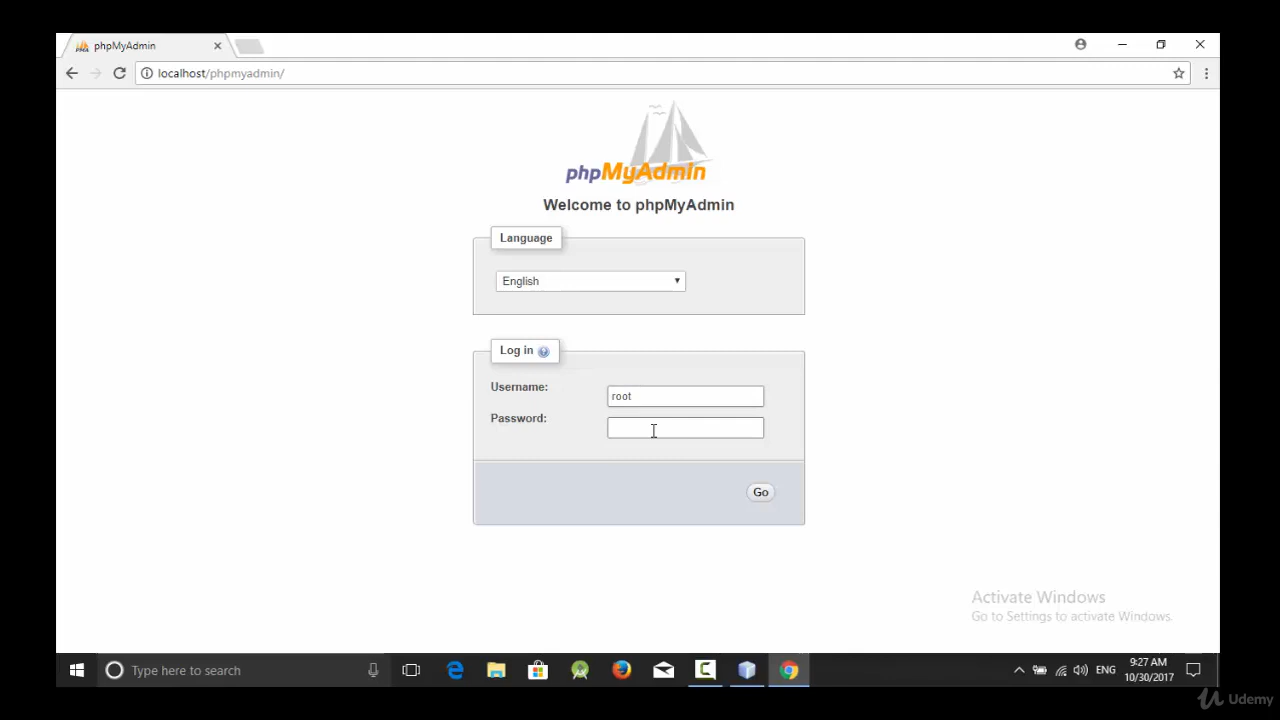 phpMyAdmin
localhost/phpmyadmin/
phpMyAdmin
Welcome to phpMyAdmin
Language
English
Log in
Username:
root
Password:
Go
Activate Windows
Go to Settings to activate Windows.
Type here to search
ENG
9:27 AM
10/30/2017
Udemy